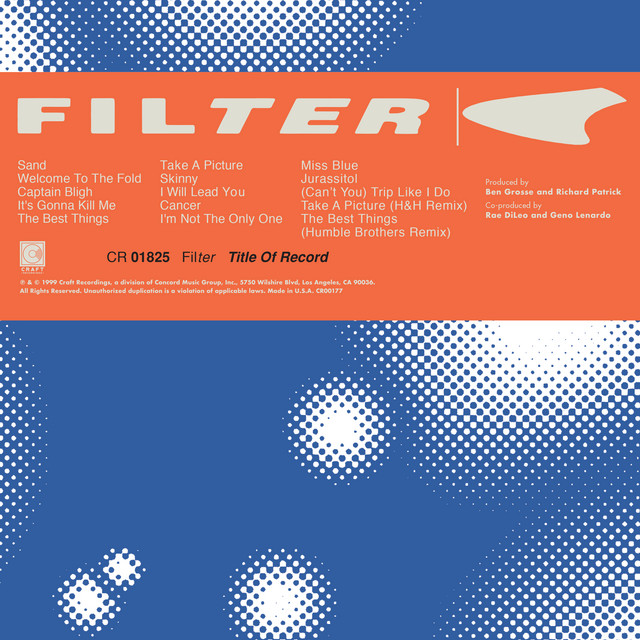 FILTER
Sand
Welcome To The Fold
Captain Bligh
It's Gonna Kill Me
The Best Things
Take A Picture
Skinny
I Will Lead You
Cancer
I'm Not The Only One
Miss Blue
Jurassitol
(Can't You) Trip Like I Do
Take A Picture (H&H Remix)
The Best Things
(Humble Brothers Remix)
Produced by
Ben Grosse and Richard Patrick
Co-produced by
Rae DiLeo and Geno Lenardo
CRAFT
CR 01825 Filter Title Of Record
℗ & © 1999 Craft Recordings, a division of Concord Music Group, Inc., 5750 Wilshire Blvd, Los Angeles, CA 90036.
All Rights Reserved. Unauthorized duplication is a violation of applicable laws. Made in U.S.A. CR00177